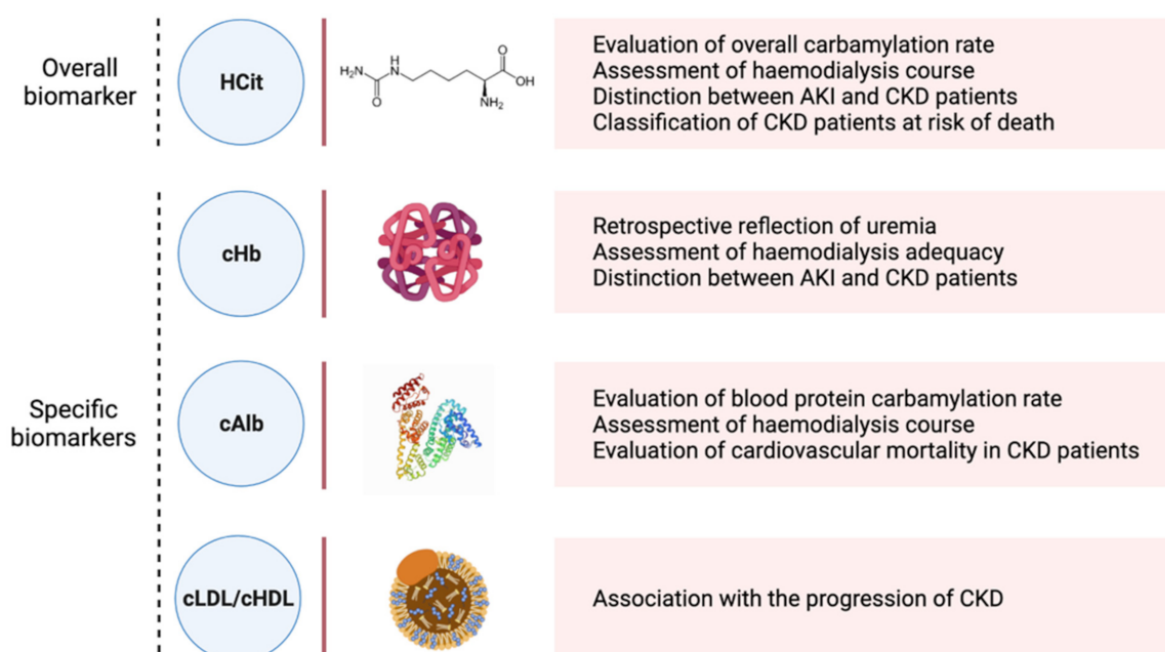 Overall
biomarker
HCit
H₂N
O
H
N
NH₂
O
OH
Evaluation of overall carbamylation rate
Assessment of haemodialysis course
Distinction between AKI and CKD patients
Classification of CKD patients at risk of death
Specific
biomarkers
cHb
Retrospective reflection of uremia
Assessment of haemodialysis adequacy
Distinction between AKI and CKD patients
cAlb
Evaluation of blood protein carbamylation rate
Assessment of haemodialysis course
Evaluation of cardiovascular mortality in CKD patients
cLDL/cHDL
Association with the progression of CKD